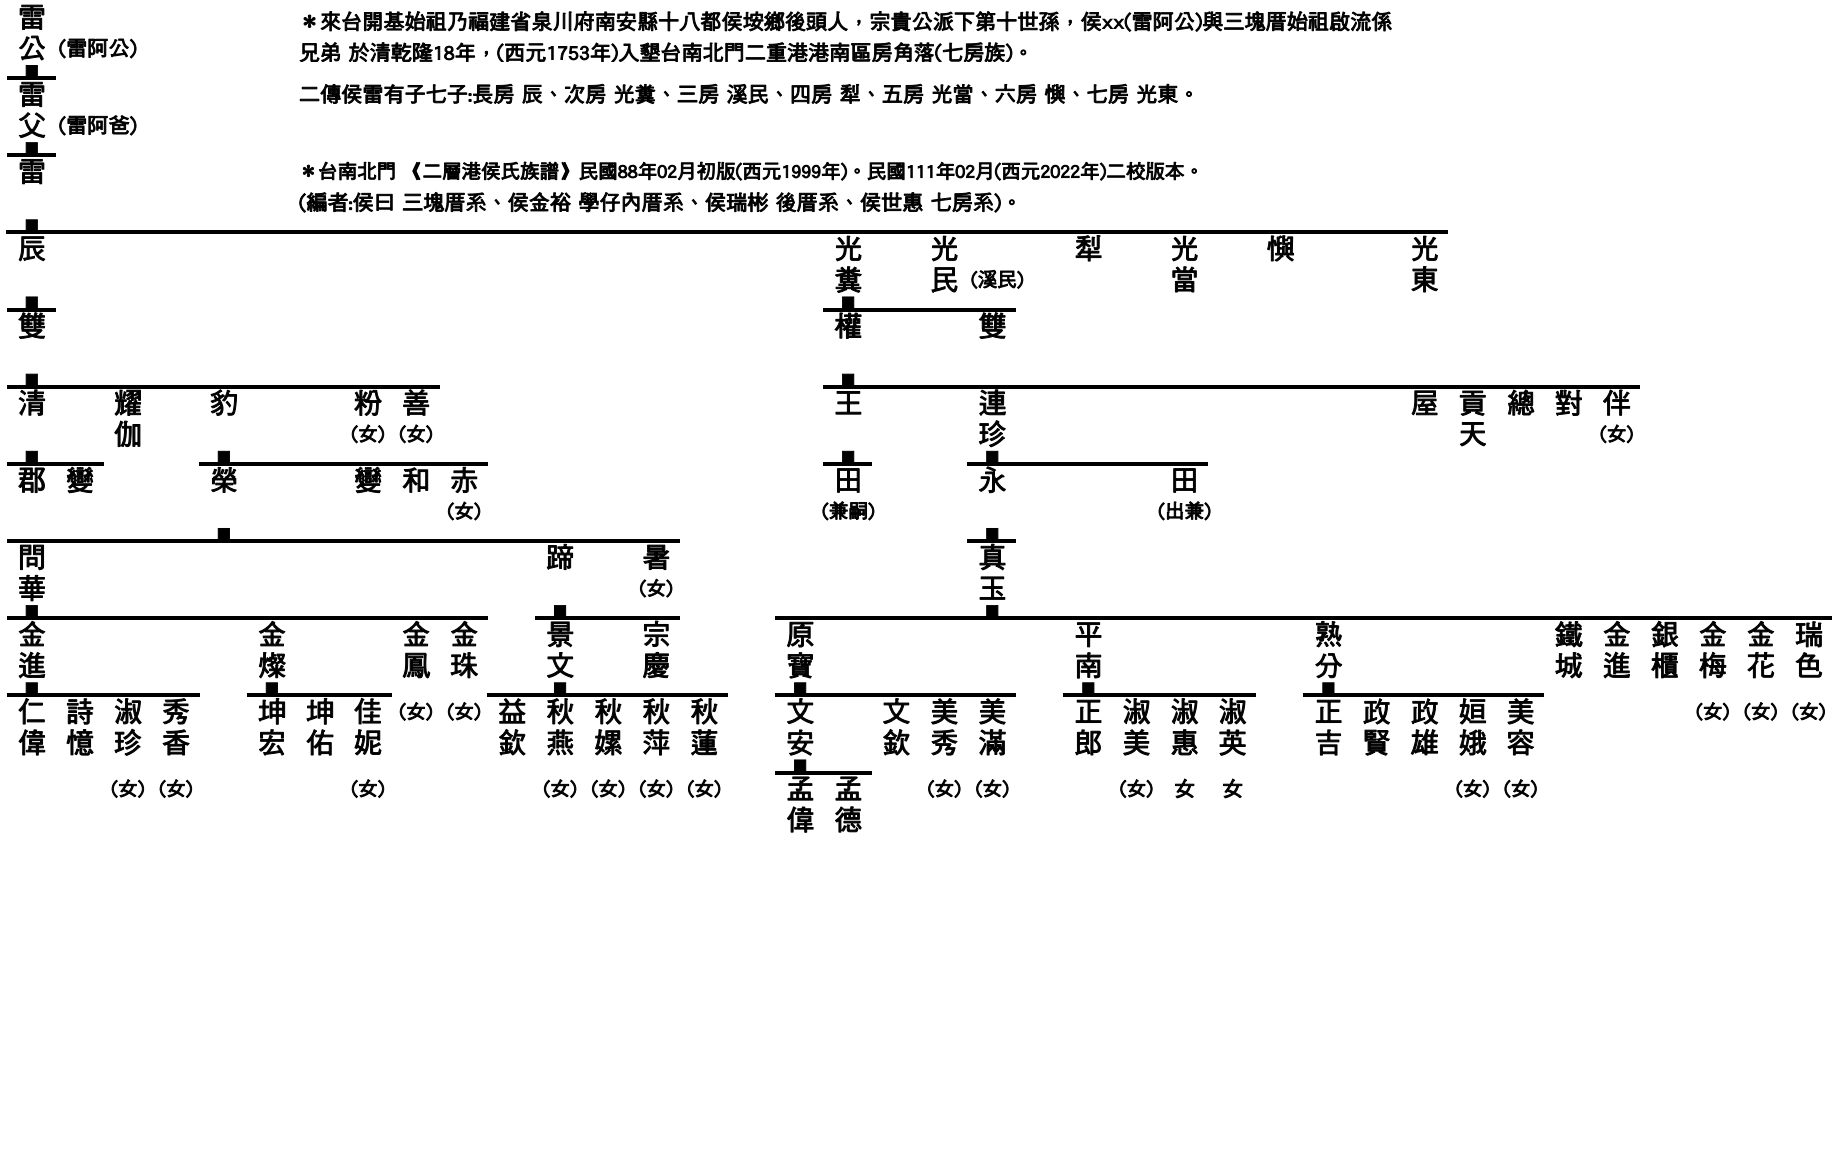 雷公(雷阿公)
＊來台開基始祖乃福建省泉川府南安縣十八都侯垵鄉後頭人，宗貴公派下第十世孫，侯xx(雷阿公)與三塊厝始祖啟流係
兄弟 於清乾隆18年，(西元1753年)入墾台南北門二重港港南區房角落(七房族)。
雷父(雷阿爸)
二傳侯雷有子七子:長房 辰、次房 光糞、三房 溪民、四房 犁、五房 光當、六房 懊、七房 光東。
雷
＊台南北門 《二層港侯氏族譜》民國88年02月初版(西元1999年)。民國111年02月(西元2022年)二校版本。
(編者:侯曰 三塊厝系、侯金裕 學仔內厝系、侯瑞彬 後厝系、侯世惠 七房系)。
辰 光糞 光民(溪民) 犁 光當 懊 光東
雙 權 雙
清 耀伽 豹 粉(女) 善(女) 王 連珍 屋 貢天 總 對 伴(女)
郡 變 榮 變 和 赤(女) 田(兼嗣) 永 田(出兼)
問華 蹄 暑(女) 真玉
金進 金燦 金鳳(女) 金珠(女) 景文 宗慶 原寶 平南 熟分 鐵城 金進 銀櫃 金梅(女) 金花(女) 瑞色(女)
仁偉 詩憶 淑珍(女) 秀香(女) 坤宏 坤佑 佳妮(女) 益欽 秋燕(女) 秋嫘(女) 秋萍(女) 秋蓮(女) 文安 文欽 美秀(女) 美滿(女) 正郎 淑美(女) 淑惠女 淑英女 正吉 政賢 政雄 姮娥(女) 美容(女)
孟偉 孟德